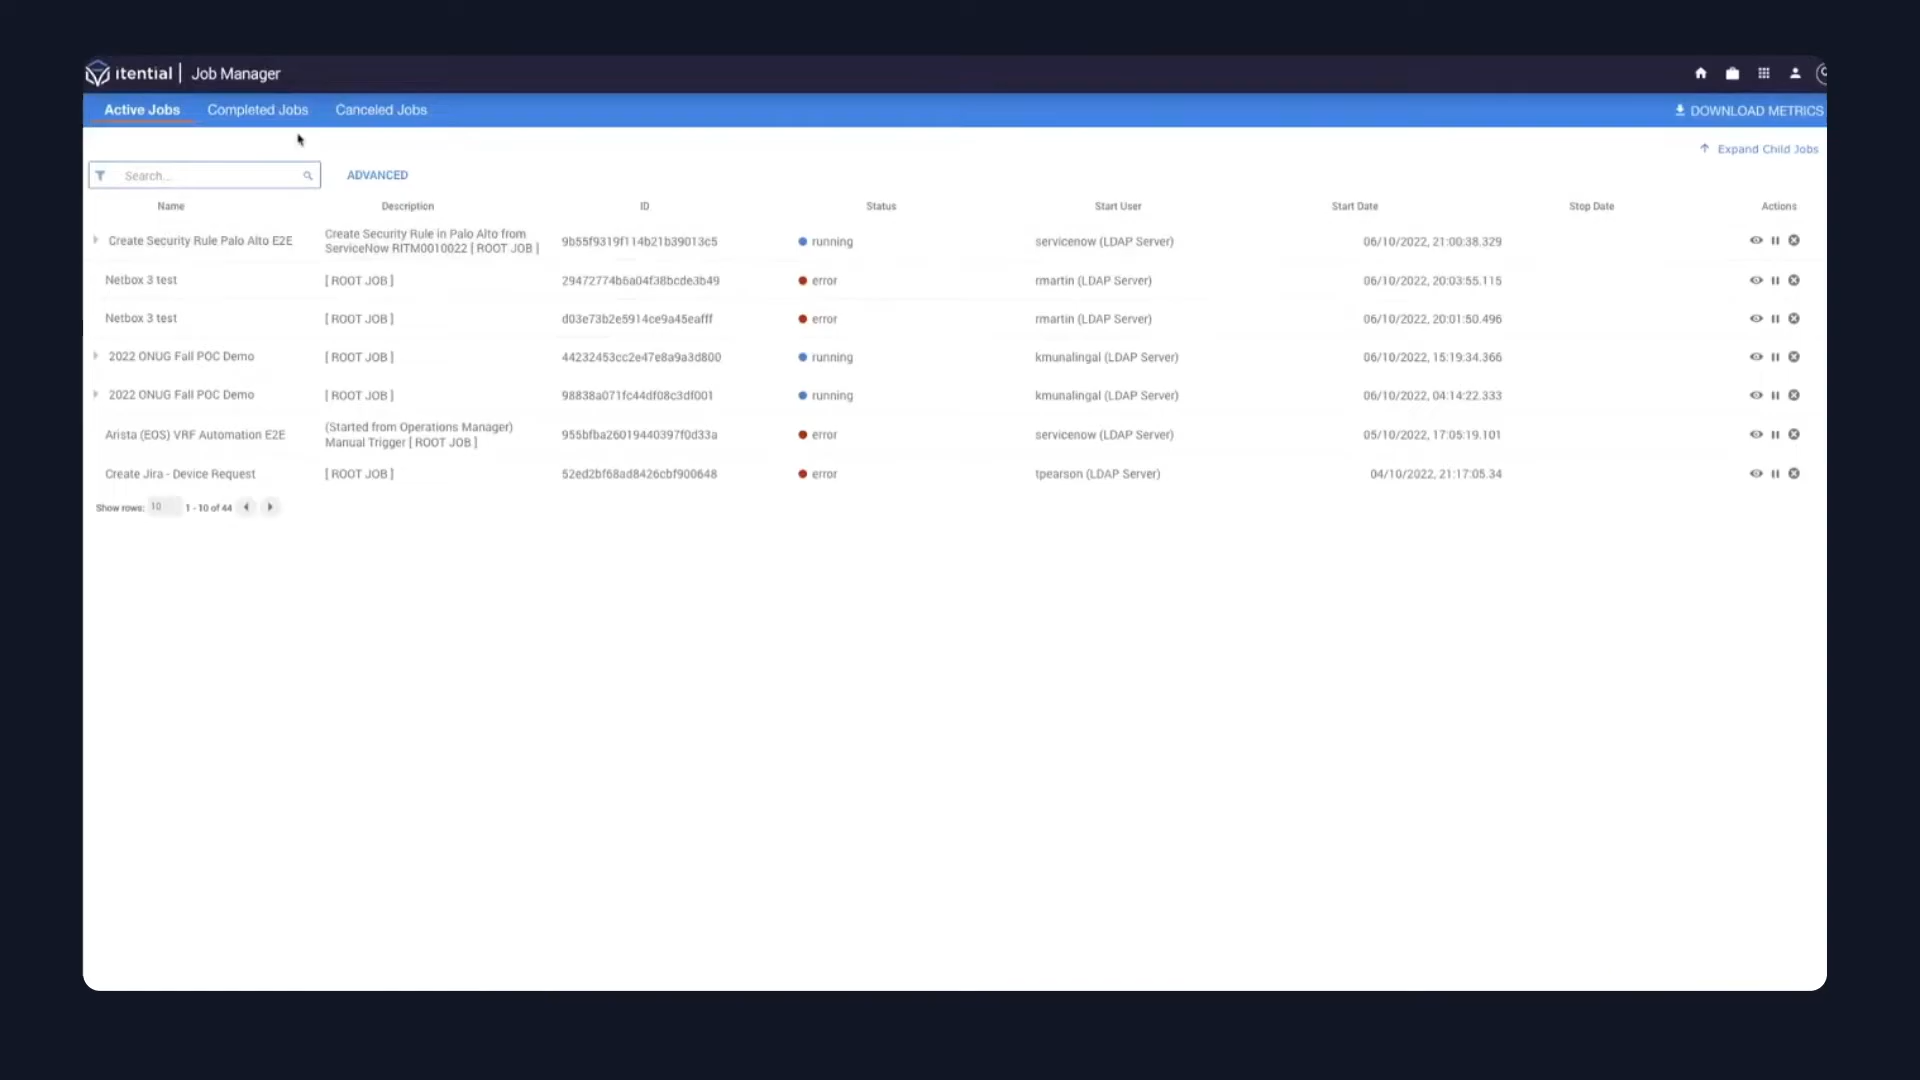 itential | Job Manager
Active Jobs Completed Jobs Canceled Jobs DOWNLOAD METRICS
Expand Child Jobs
Search... ADVANCED
Name Description ID Status Start User Start Date Stop Date Actions
Create Security Rule Palo Alto E2E Create Security Rule in Palo Alto from ServiceNow RITM0010022 [ ROOT JOB ] 9b55f9319f114b21b39013c5 running servicenow (LDAP Server) 06/10/2022, 21:00:38.329
Netbox 3 test [ ROOT JOB ] 29472774b6a04f38bcde3b49 error rmartin (LDAP Server) 06/10/2022, 20:03:55.115
Netbox 3 test [ ROOT JOB ] d03e73b2e5914ce9a45eafff error rmartin (LDAP Server) 06/10/2022, 20:01:50.496
2022 ONUG Fall POC Demo [ ROOT JOB ] 44232453cc2e47e8a9a3d800 running kmunalingal (LDAP Server) 06/10/2022, 15:19:34.366
2022 ONUG Fall POC Demo [ ROOT JOB ] 98838a071fc44df08c3df001 running kmunalingal (LDAP Server) 06/10/2022, 04:14:22.333
Arista (EOS) VRF Automation E2E (Started from Operations Manager) Manual Trigger [ ROOT JOB ] 955bfba26019440397f0d33a error servicenow (LDAP Server) 05/10/2022, 17:05:19.101
Create Jira - Device Request [ ROOT JOB ] 52ed2bf68ad8426cbf900648 error tpearson (LDAP Server) 04/10/2022, 21:17:05.34
Show rows: 10 1 - 10 of 44